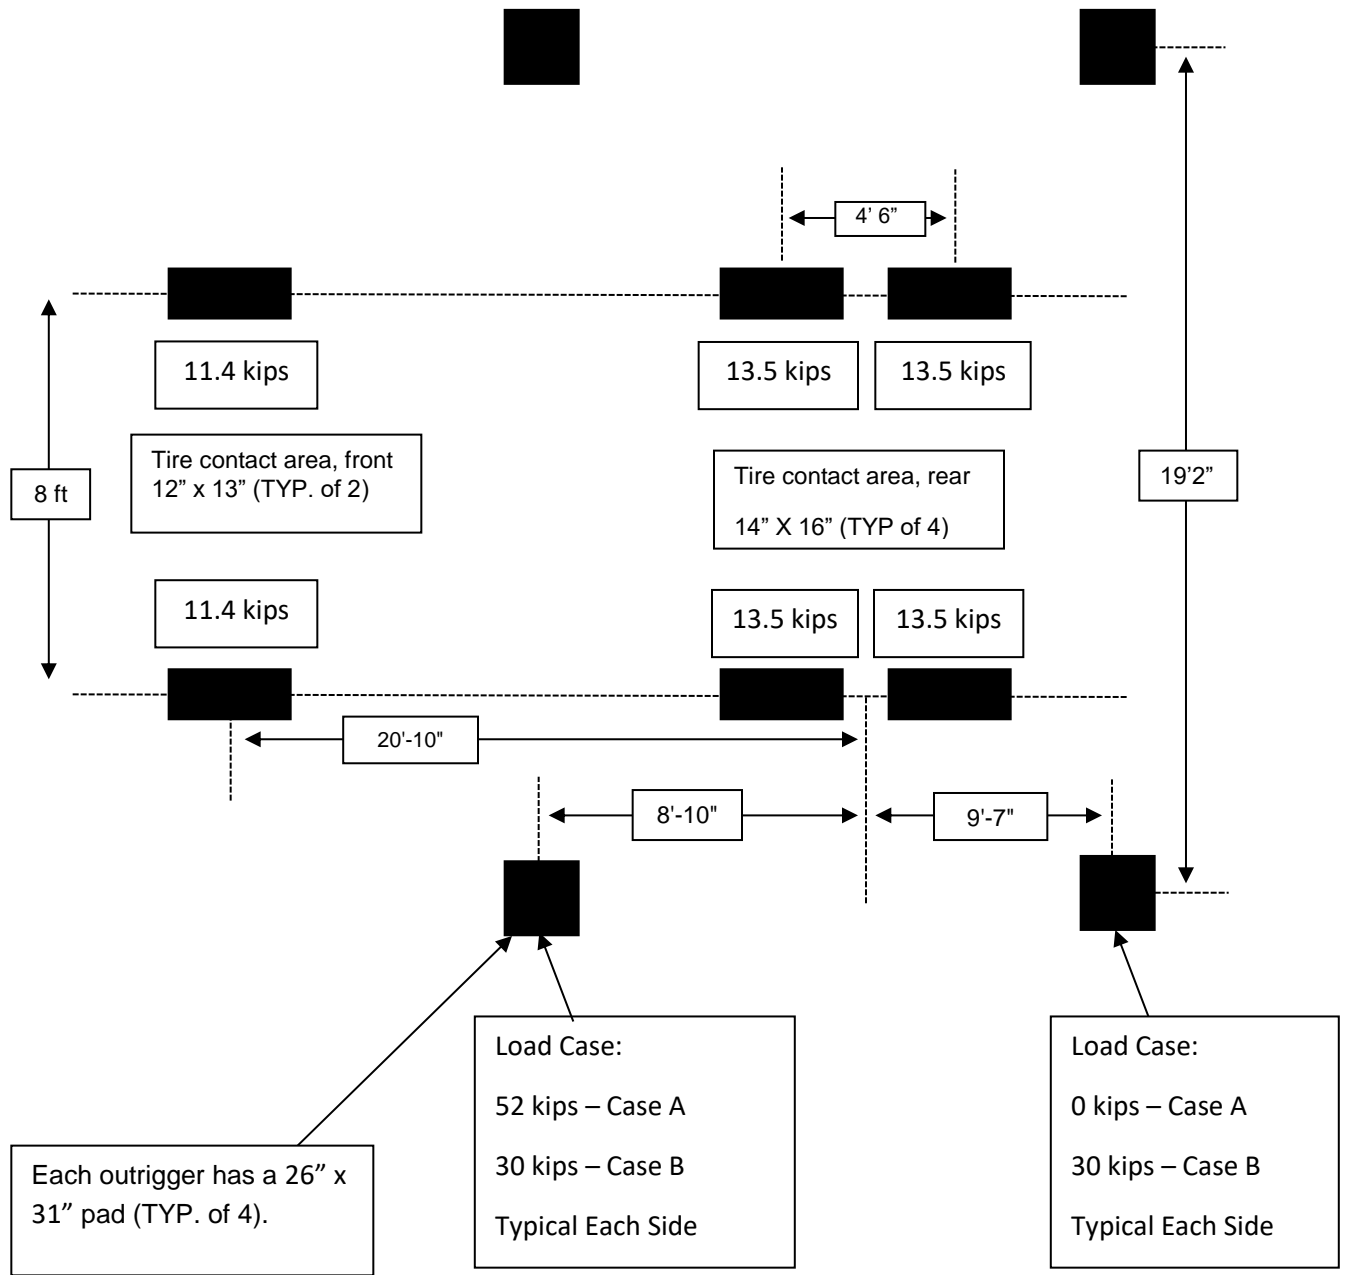 4' 6”
11.4 kips
13.5 kips
13.5 kips
8 ft
Tire contact area, front
12” x 13” (TYP. of 2)
Tire contact area, rear
14” X 16” (TYP of 4)
19’2”
11.4 kips
13.5 kips
13.5 kips
20'-10"
8'-10"
9'-7"
Load Case:
52 kips – Case A
30 kips – Case B
Typical Each Side
Load Case:
0 kips – Case A
30 kips – Case B
Typical Each Side
Each outrigger has a 26” x
31” pad (TYP. of 4).